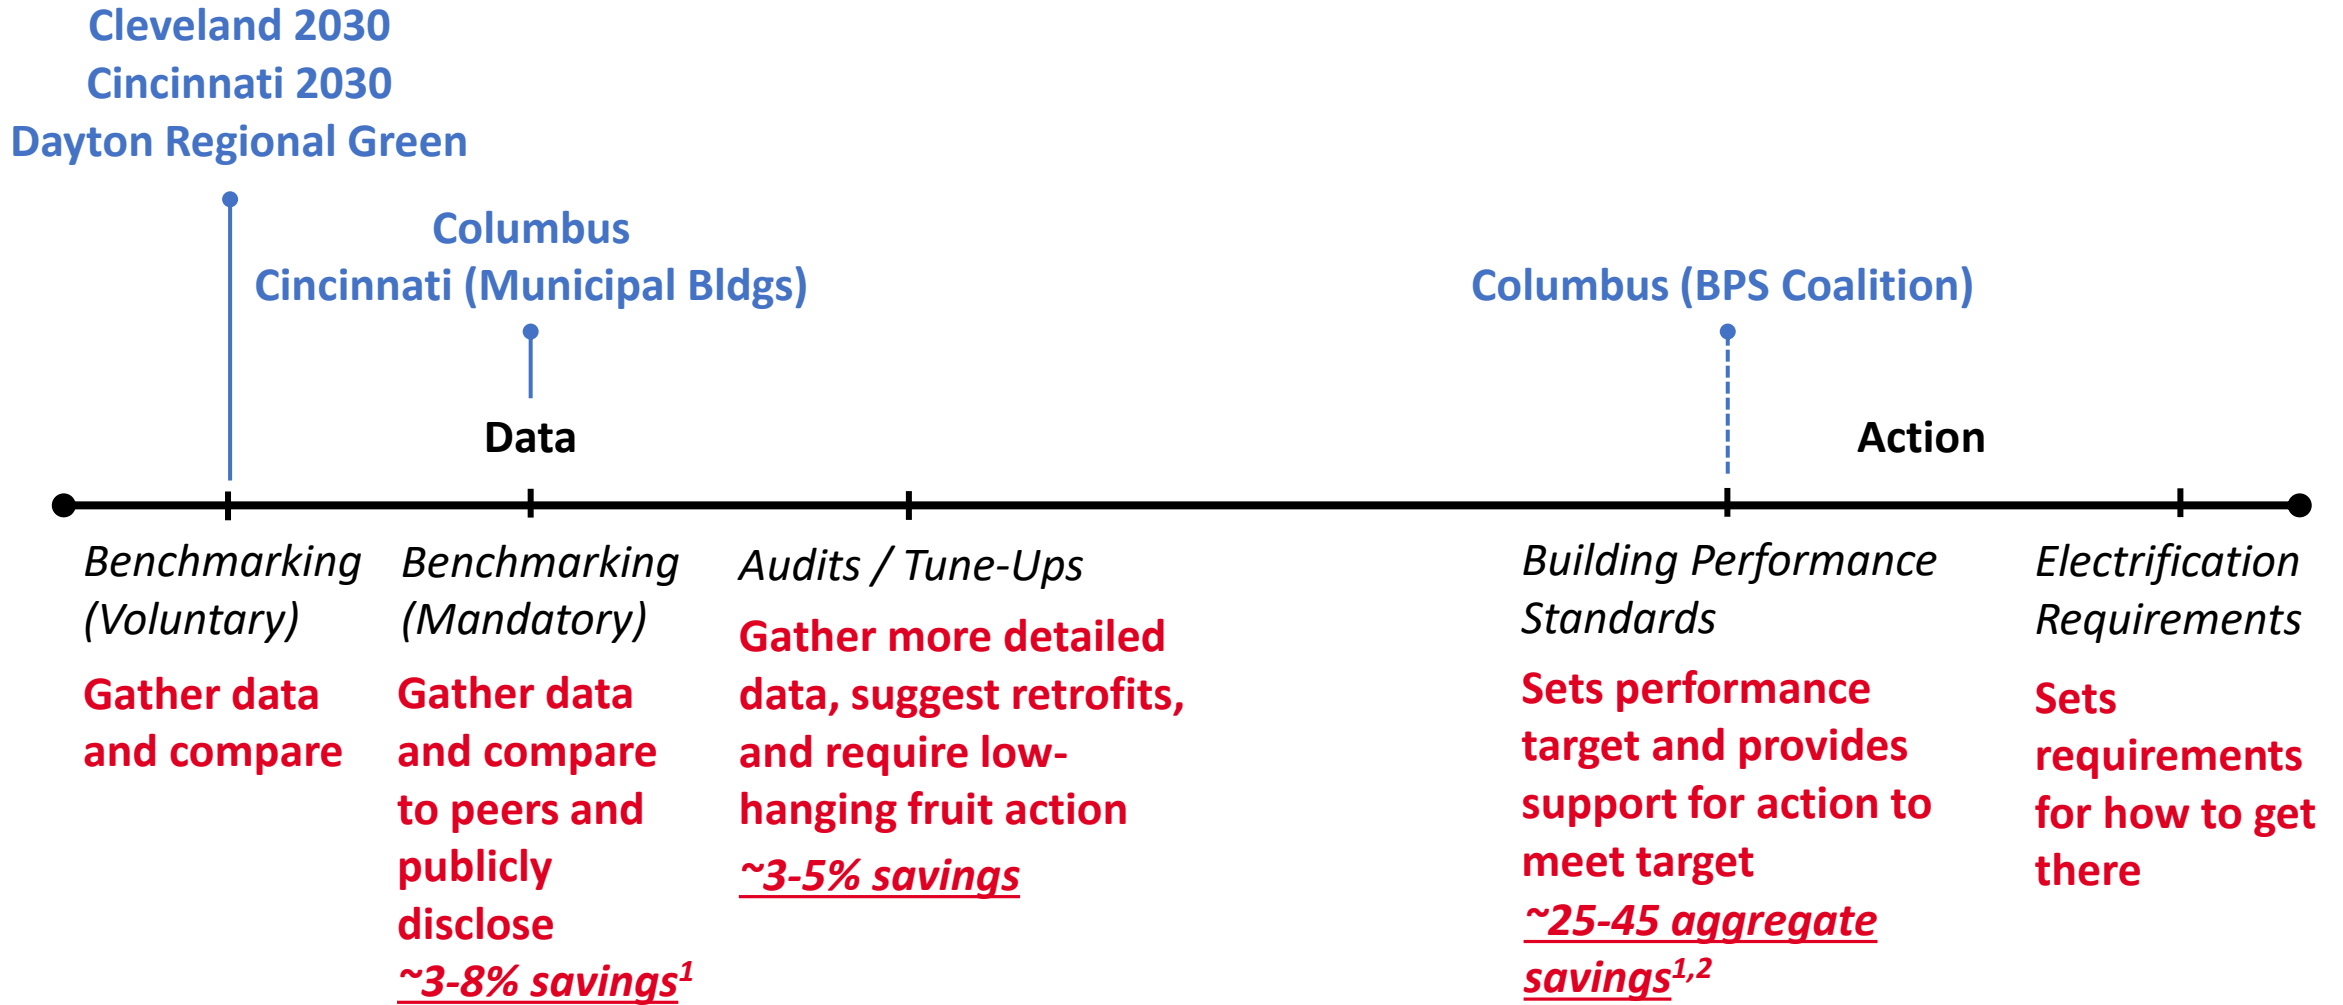 Cleveland 2030
Cincinnati 2030
Dayton Regional Green
Columbus
Cincinnati (Municipal Bldgs)
Columbus (BPS Coalition)
Data
Action
Benchmarking
(Voluntary)
Gather data
and compare
Benchmarking
(Mandatory)
Gather data
and compare
to peers and
publicly
disclose
~3-8% savings1
Audits / Tune-Ups
Gather more detailed
data, suggest retrofits,
and require low-
hanging fruit action
~3-5% savings
Building Performance
Standards
Sets performance
target and provides
support for action to
meet target
~25-45 aggregate
savings1,2
Electrification
Requirements
Sets
requirements
for how to get
there